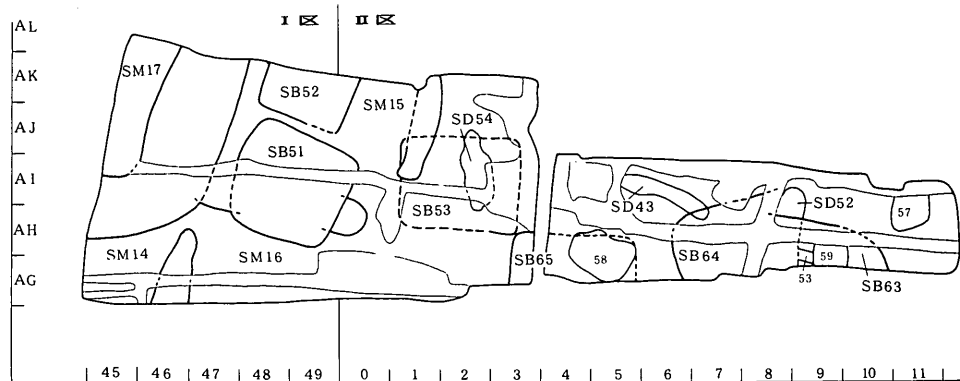 I 区 II 区
AL
AK
AJ
AI
AH
AG
SM17
SB52
SM15
SD54
SB51
SB53
SD43
SD52
57
SM14
SM16
SB65
58
SB64
53
59
SB63
45 46 47 48 49 0 1 2 3 4 5 6 7 8 9 10 11